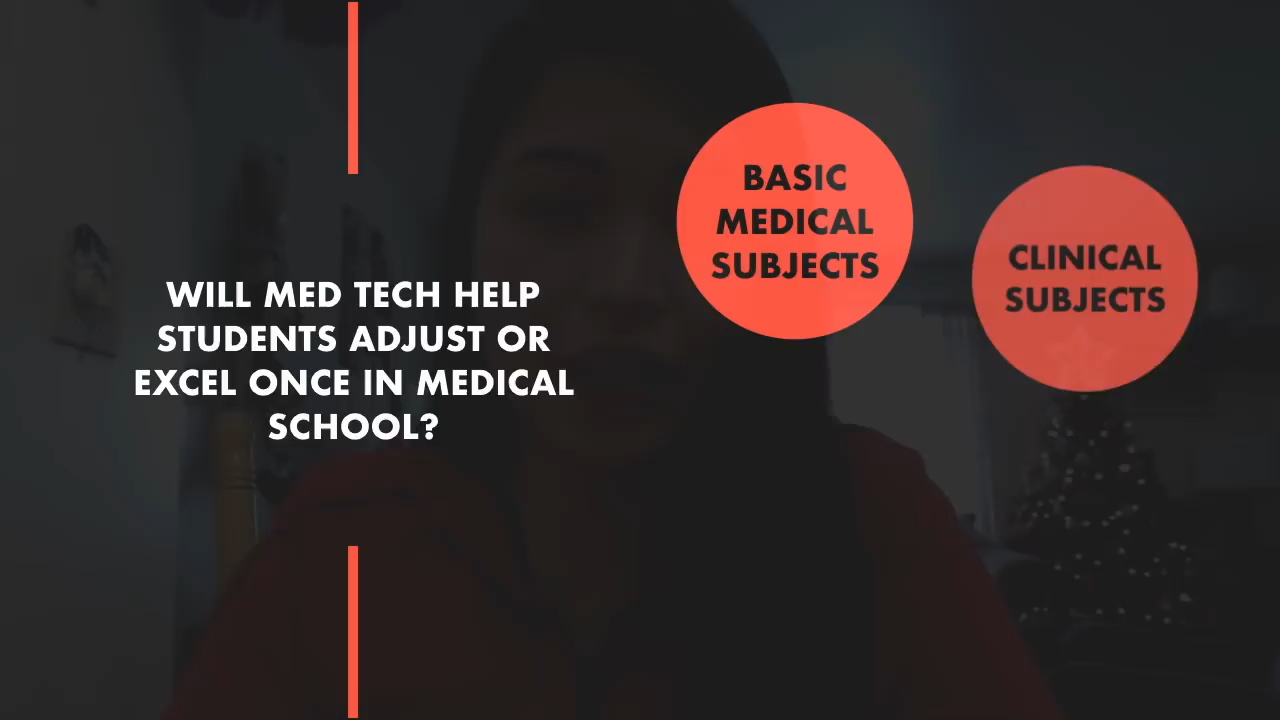 WILL MED TECH HELP
STUDENTS ADJUST OR
EXCEL ONCE IN MEDICAL
SCHOOL?
BASIC
MEDICAL
SUBJECTS
CLINICAL
SUBJECTS